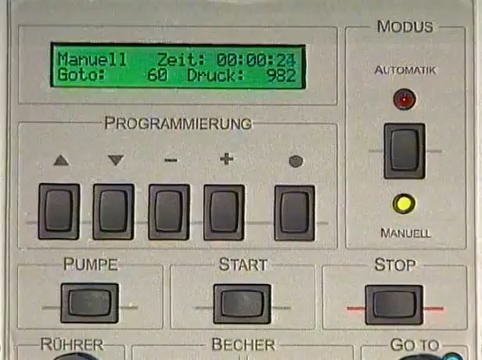 MODUS
Manuell Zeit: 00:00:24
Goto: 60 Druck: 982
AUTOMATIK
PROGRAMMIERUNG
MANUELL
PUMPE START STOP
RÜHRER BECHER GO TO